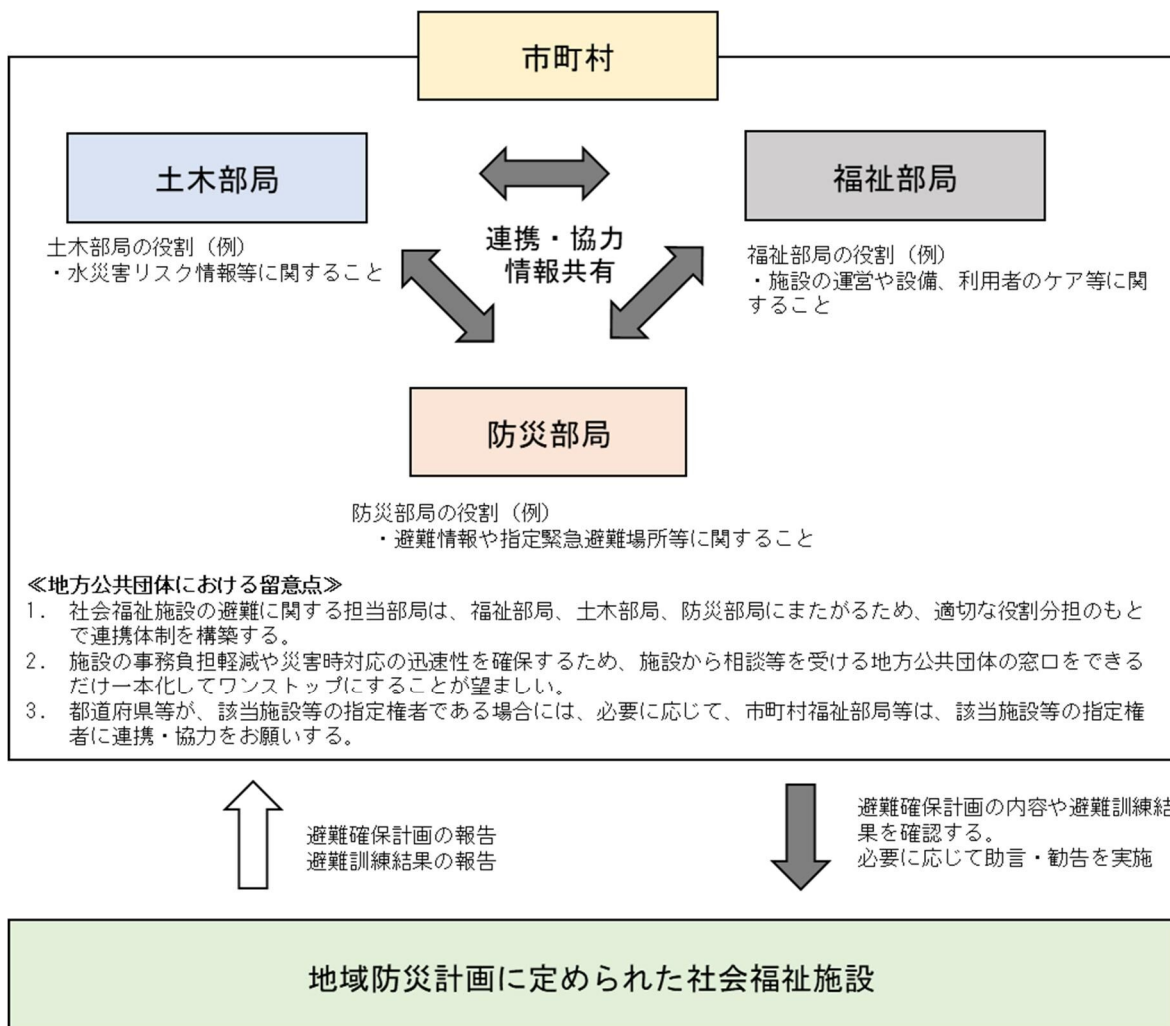 市町村
土木部局
福祉部局
土木部局の役割（例）
・水災害リスク情報等に関すること
連携・協力
情報共有
福祉部局の役割（例）
・施設の運営や設備、利用者のケア等に関
すること
防災部局
防災部局の役割（例）
・避難情報や指定緊急避難場所等に関すること
≪地方公共団体における留意点≫
1. 社会福祉施設の避難に関する担当部局は、福祉部局、土木部局、防災部局にまたがるため、適切な役割分担のもと
で連携体制を構築する。
2. 施設の事務負担軽減や災害時対応の迅速性を確保するため、施設から相談等を受ける地方公共団体の窓口をできる
だけ一本化してワンストップにすることが望ましい。
3. 都道府県等が、該当施設等の指定権者である場合には、必要に応じて、市町村福祉部局等は、該当施設等の指定権
者に連携・協力をお願いする。
避難確保計画の報告
避難訓練結果の報告
避難確保計画の内容や避難訓練結
果を確認する。
必要に応じて助言・勧告を実施
地域防災計画に定められた社会福祉施設